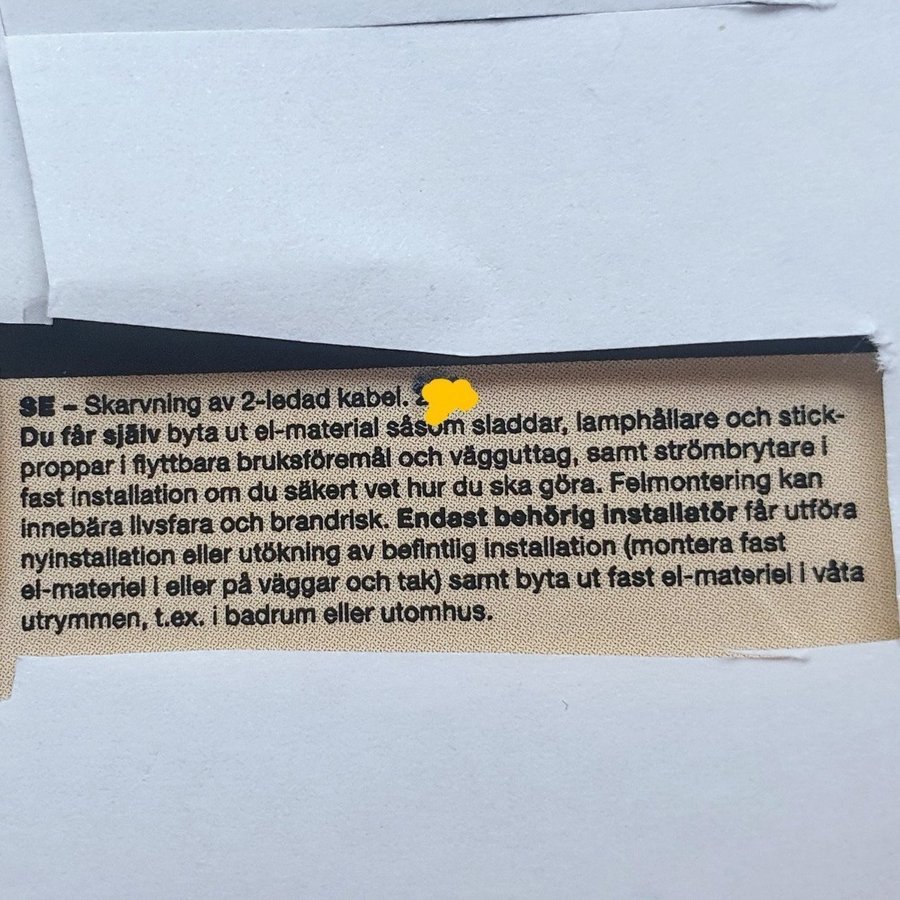 SE – Skarvning av 2-ledad kabel.
Du får själv byta ut el-material såsom sladdar, lamphållare och stick-
proppar i flyttbara bruksföremål och vägguttag, samt strömbrytare i
fast installation om du säkert vet hur du ska göra. Felmontering kan
innebära livsfara och brandrisk. Endast behörig installatör får utföra
nyinstallation eller utökning av befintlig installation (montera fast
el-materiel i eller på väggar och tak) samt byta ut fast el-materiel i våta
utrymmen, t.ex. i badrum eller utomhus.